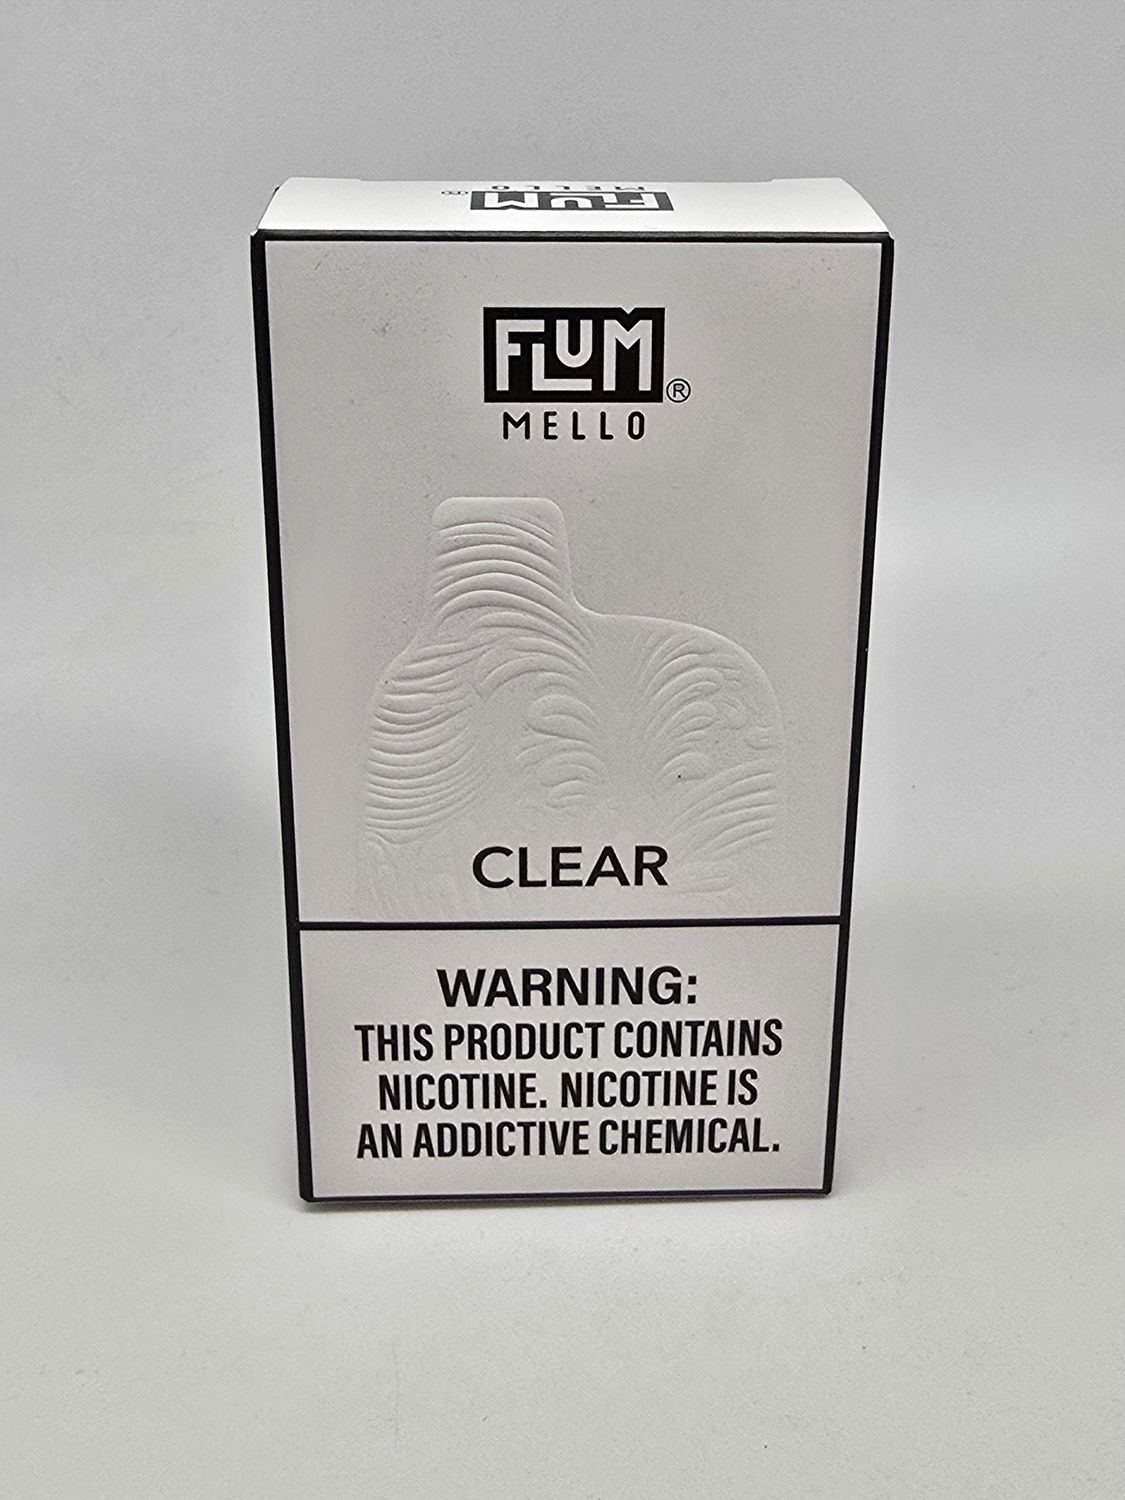 MELLO
FLUM
®
FLUM®
MELLO
CLEAR
WARNING:
THIS PRODUCT CONTAINS
NICOTINE. NICOTINE IS
AN ADDICTIVE CHEMICAL.